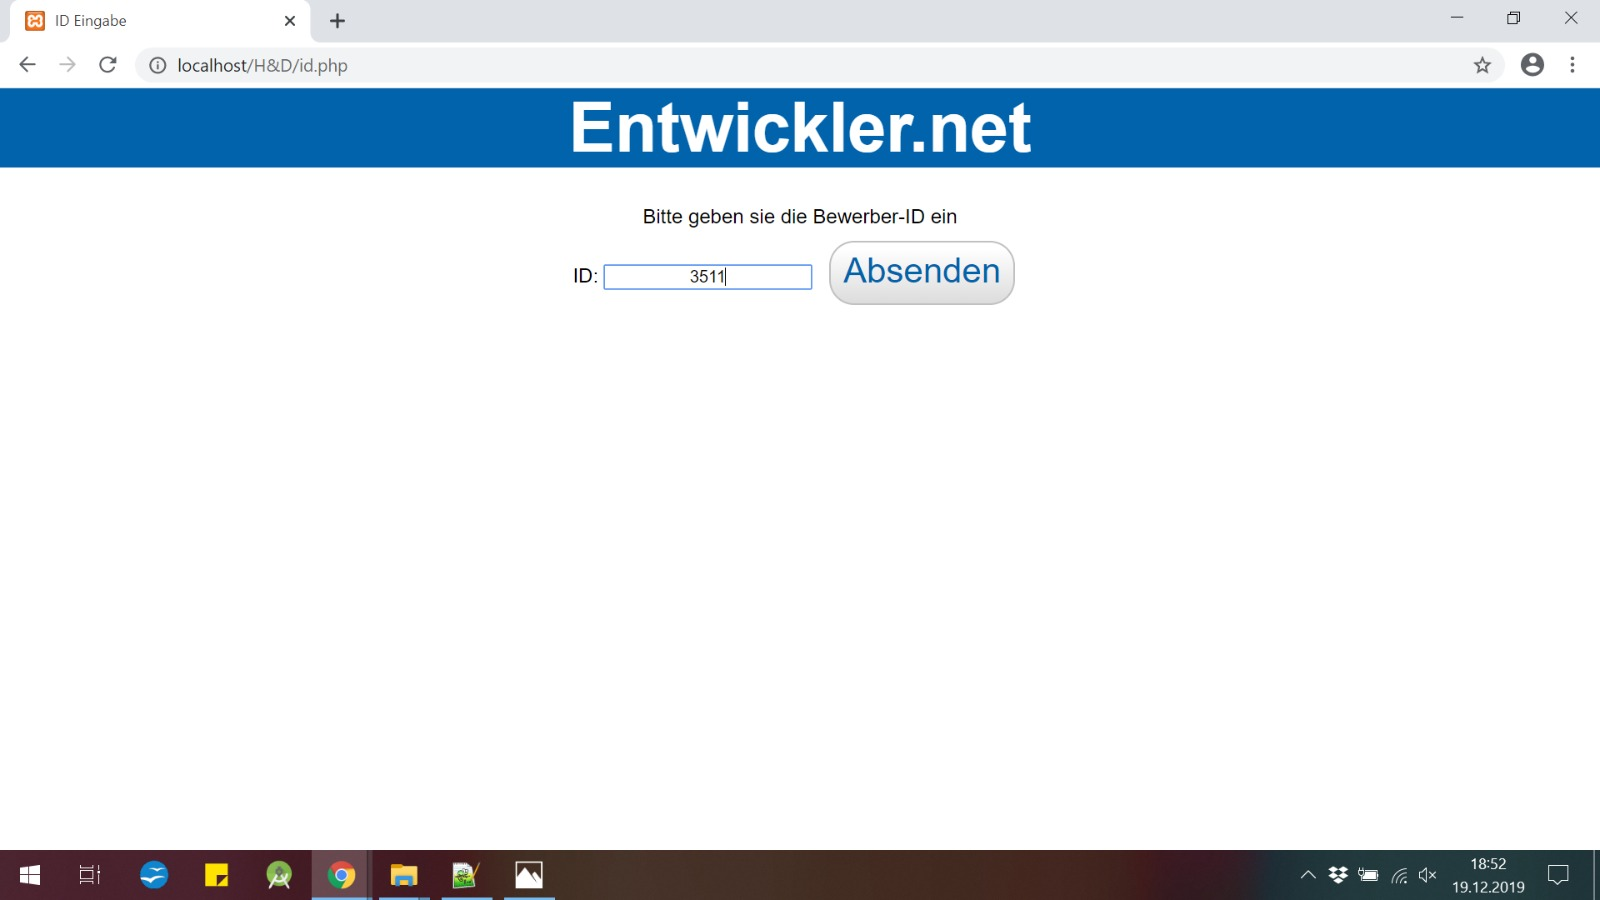 ID Eingabe
localhost/H&D/id.php
Entwickler.net
Bitte geben sie die Bewerber-ID ein
ID: 3511 Absenden
18:52
19.12.2019